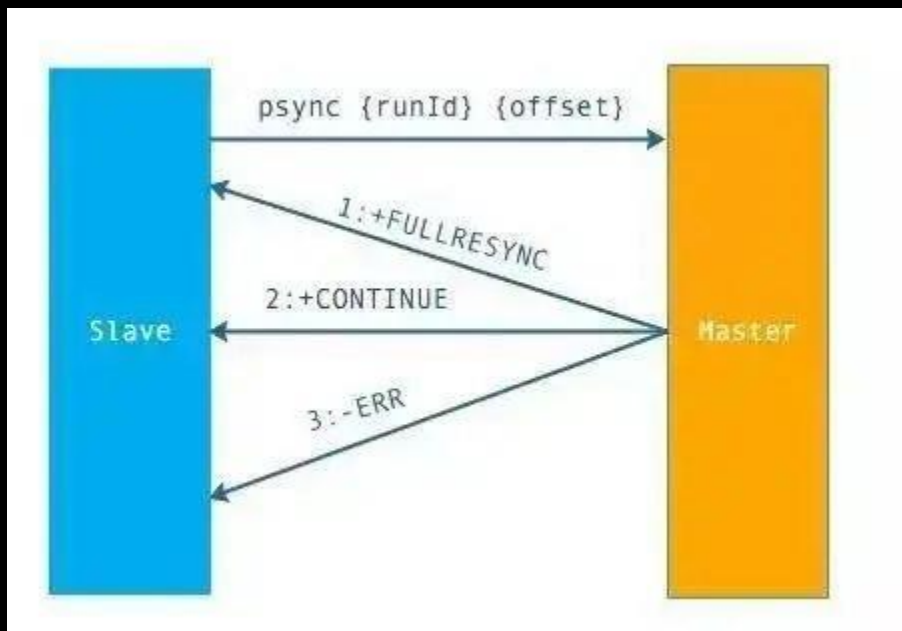 psync {runId} {offset}
1:+FULLRESYNC
2:+CONTINUE
Slave
Master
3:-ERR